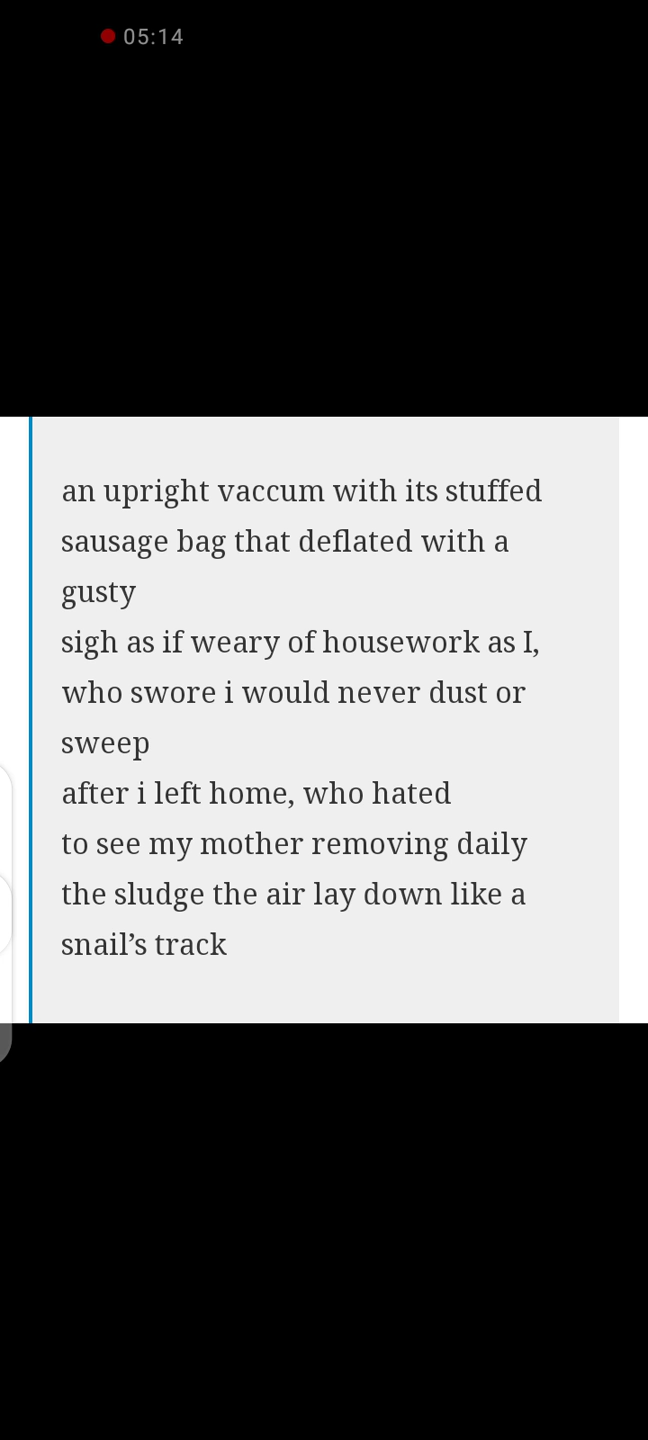 05:14
an upright vaccum with its stuffed
sausage bag that deflated with a
gusty
sigh as if weary of housework as I,
who swore i would never dust or
sweep
after i left home, who hated
to see my mother removing daily
the sludge the air lay down like a
snail’s track